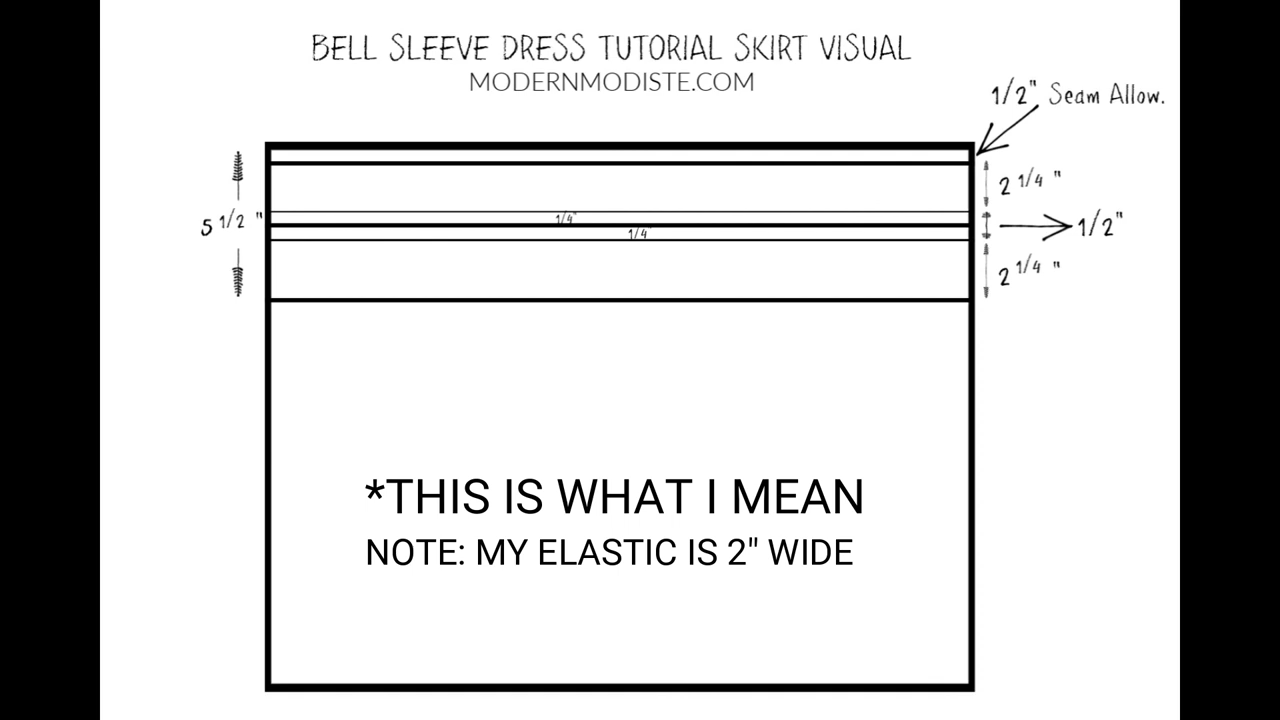 BELL SLEEVE DRESS TUTORIAL SKIRT VISUAL
MODERNMODISTE.COM
1/2" Seam Allow.
2 1/4 "
5 1/2 "
1/4"
1/4"
1/2"
2 1/4 "
*THIS IS WHAT I MEAN
NOTE: MY ELASTIC IS 2" WIDE